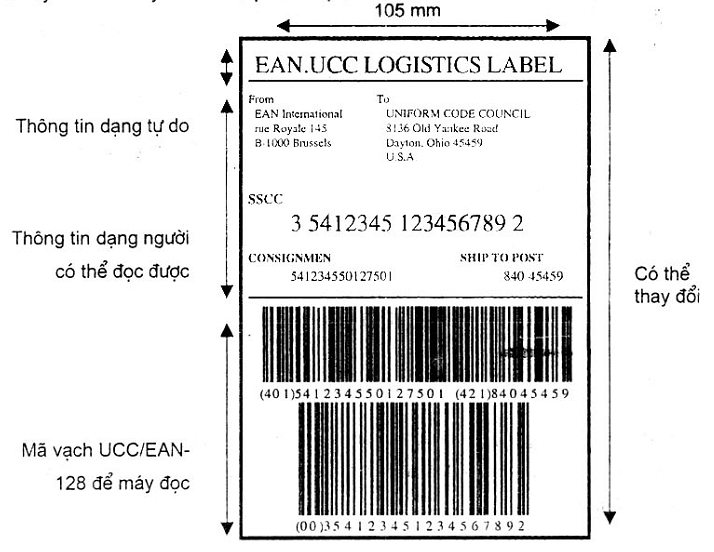 105 mm
EAN.UCC LOGISTICS LABEL
From
EAN International
rue Royale 145
B-1000 Brussels
To
UNIFORM CODE COUNCIL
8136 Old Yankee Road
Dayton, Ohio 45459
U.S.A
SSCC
3 5412345 123456789 2
CONSIGNMEN
541234550127501
SHIP TO POST
840 45459
(401)541234550127501 (421)84045459
(00)354123451234567892
Thông tin dạng tự do
Thông tin dạng người
có thể đọc được
Mã vạch UCC/EAN-
128 để máy đọc
Có thể
thay đổi